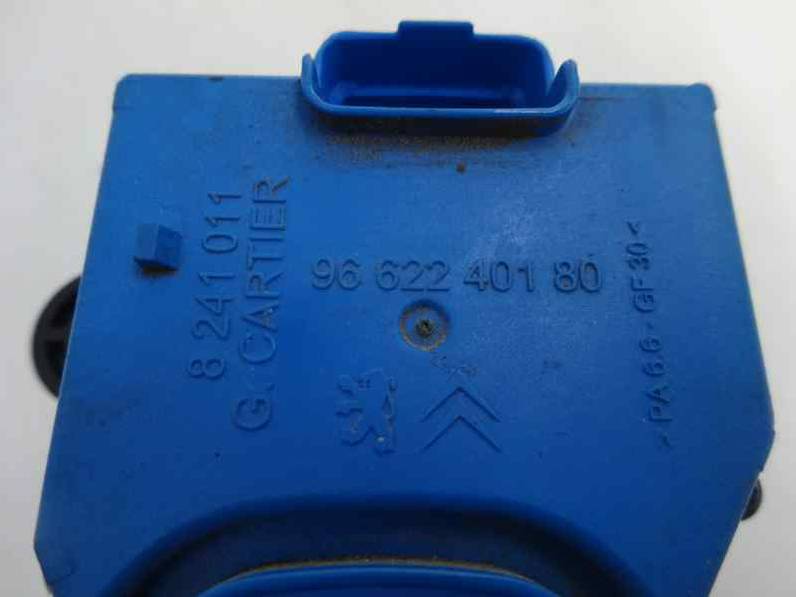 8 241 011
G. CARTIER
96 622 401 80
>PA 6.6 - GF 30<